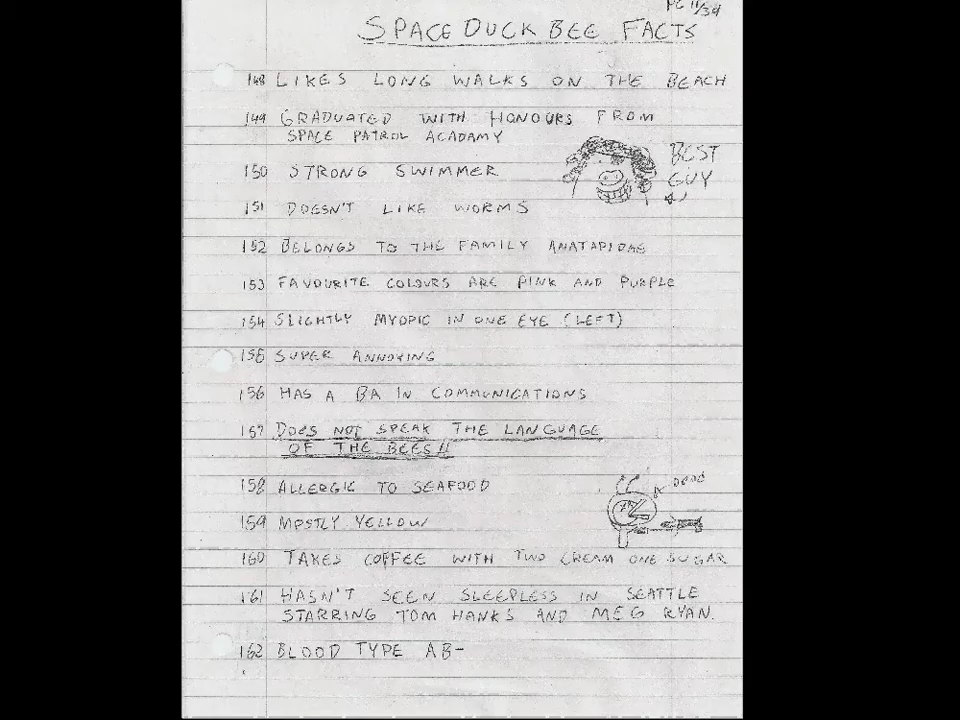 PG 11/39
SPACE DUCK BEE FACTS
148 LIKES LONG WALKS ON THE BEACH
149 GRADUATED WITH HONOURS FROM
SPACE PATROL ACADAMY
150 STRONG SWIMMER
BEST
GUY
151 DOESN'T LIKE WORMS
152 BELONGS TO THE FAMILY ANATAPIDAE
153 FAVOURITE COLOURS ARE PINK AND PURPLE
154 SLIGHTLY MYOPIC IN ONE EYE (LEFT)
155 SUPER ANNOYING
156 HAS A BA IN COMMUNICATIONS
157 DOES NOT SPEAK THE LANGUAGE
OF THE BEES!!
158 ALLERGIC TO SEAFOOD
159 MOSTLY YELLOW
160 TAKES COFFEE WITH TWO CREAM ONE SUGAR
161 HASN'T SEEN SLEEPLESS IN SEATTLE
STARRING TOM HANKS AND MEG RYAN.
162 BLOOD TYPE AB-